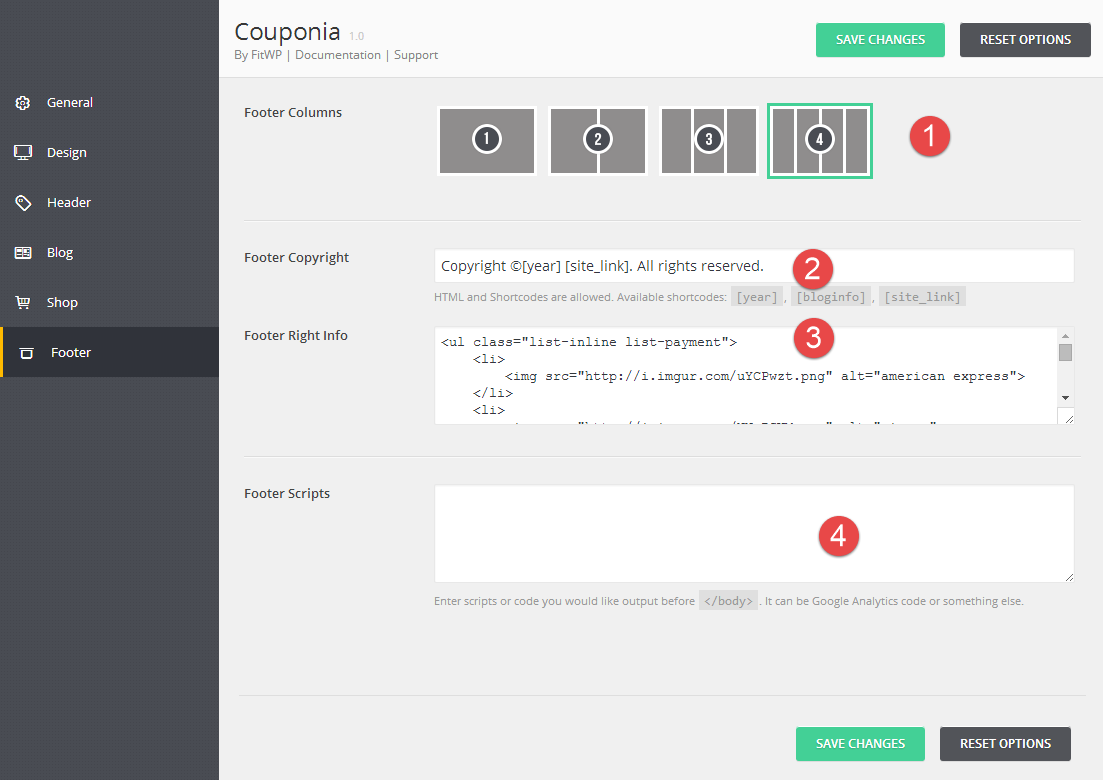 Couponia 1.0
By FitWP | Documentation | Support
SAVE CHANGES
RESET OPTIONS
General
Design
Header
Blog
Shop
Footer
Footer Columns
1
2
3
4
1
Footer Copyright
Copyright ©[year] [site_link]. All rights reserved.
2
HTML and Shortcodes are allowed. Available shortcodes: [year] , [bloginfo] , [site_link]
Footer Right Info
3
<ul class="list-inline list-payment">
<li>
<img src="http://i.imgur.com/uYCPwzt.png" alt="american express">
</li>
<li>
Footer Scripts
4
Enter scripts or code you would like output before </body> . It can be Google Analytics code or something else.
SAVE CHANGES
RESET OPTIONS